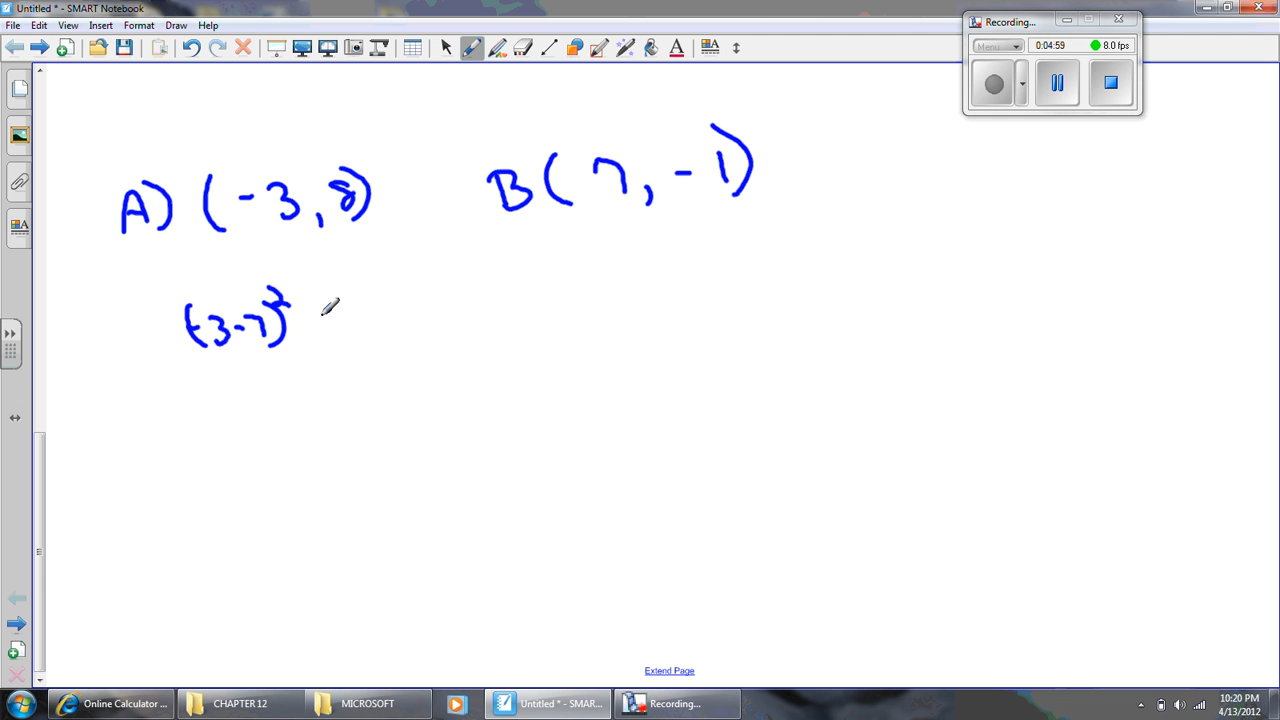 Untitled * - SMART Notebook
File Edit View Insert Format Draw Help
Recording...
Menu 0:04:59 8.0 fps
A) (-3, 8) B(7, -1)
(-3-7)²
Extend Page
Online Calculator ... CHAPTER 12 MICROSOFT Untitled * - SMAR... Recording... 10:20 PM
4/13/2012